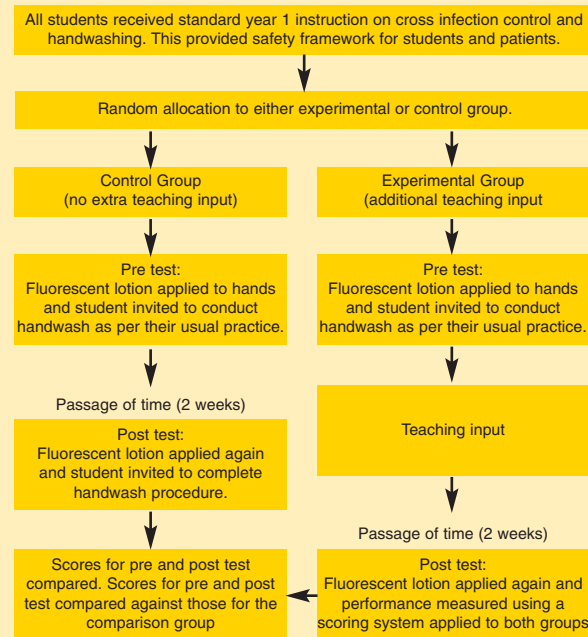 All students received standard year 1 instruction on cross infection control and
handwashing. This provided safety framework for students and patients.
Random allocation to either experimental or control group.
Control Group
(no extra teaching input)
Experimental Group
(additional teaching input
Pre test:
Fluorescent lotion applied to hands
and student invited to conduct
handwash as per their usual practice.
Pre test:
Fluorescent lotion applied to hands
and student invited to conduct
handwash as per their usual practice.
Passage of time (2 weeks)
Post test:
Fluorescent lotion applied again
and student invited to complete
handwash procedure.
Teaching input
Passage of time (2 weeks)
Scores for pre and post test
compared. Scores for pre and post
test compared against those for the
comparison group
Post test:
Fluorescent lotion applied again and
performance measured using a
scoring system applied to both groups